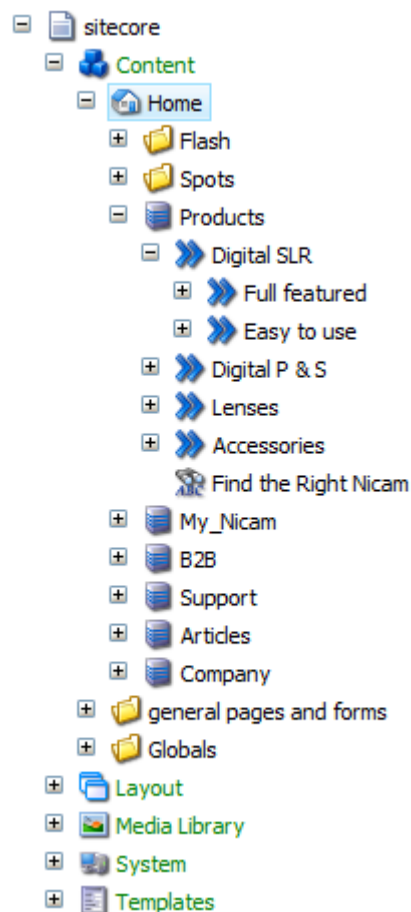 sitecore
Content
Home
Flash
Spots
Products
Digital SLR
Full featured
Easy to use
Digital P & S
Lenses
Accessories
ABC Find the Right Nicam
My_Nicam
B2B
Support
Articles
Company
general pages and forms
Globals
Layout
Media Library
System
Templates